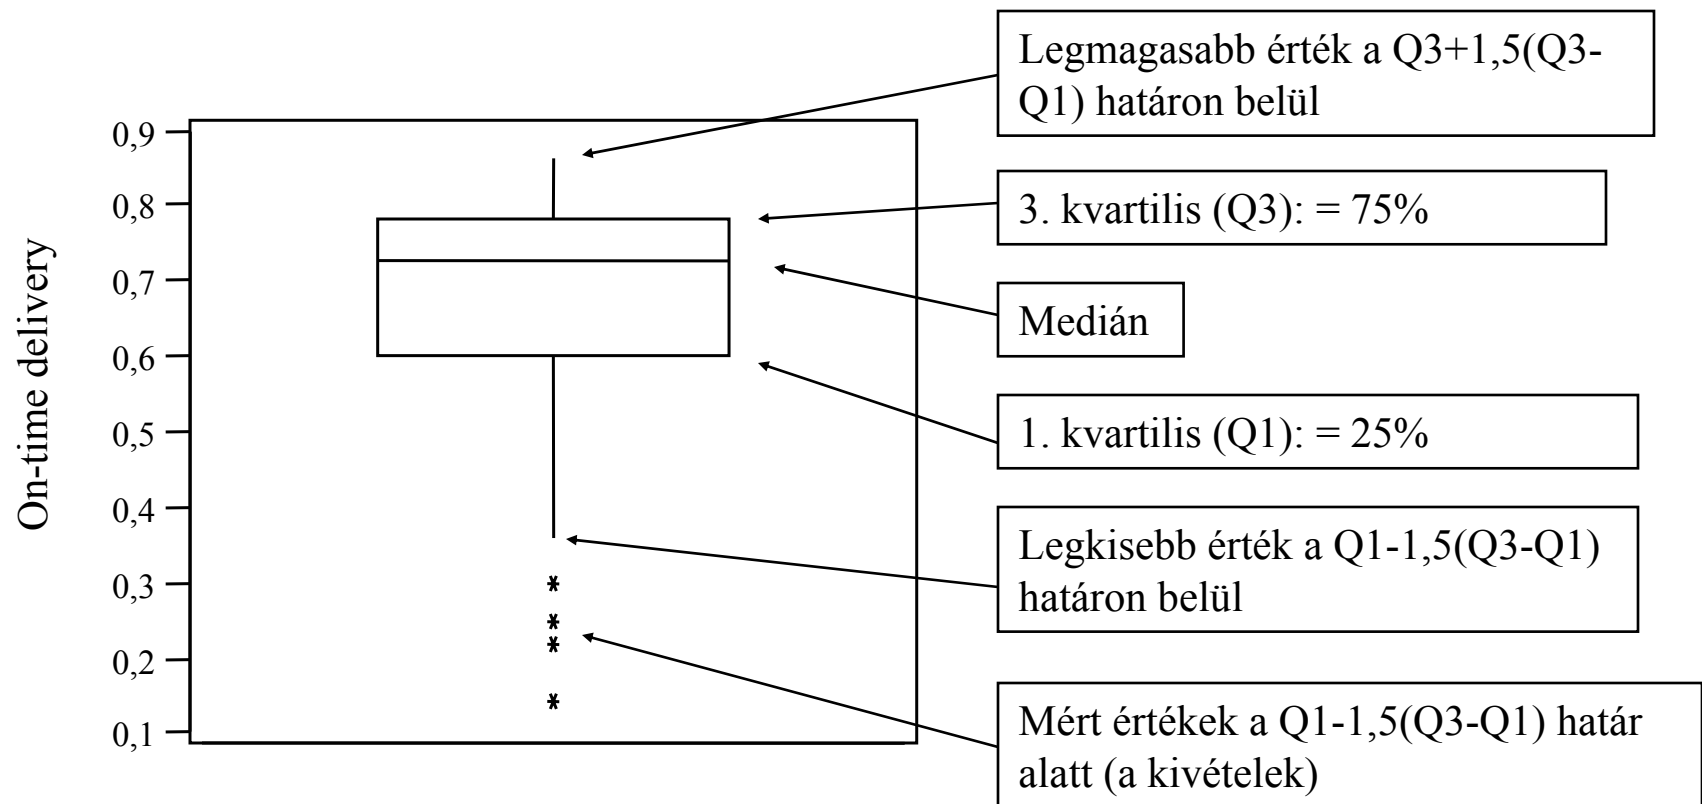 Legmagasabb érték a Q3+1,5(Q3-
Q1) határon belül
3. kvartilis (Q3): = 75%
Medián
1. kvartilis (Q1): = 25%
Legkisebb érték a Q1-1,5(Q3-Q1)
határon belül
Mért értékek a Q1-1,5(Q3-Q1) határ
alatt (a kivételek)
On-time delivery
0,9
0,8
0,7
0,6
0,5
0,4
0,3
0,2
0,1